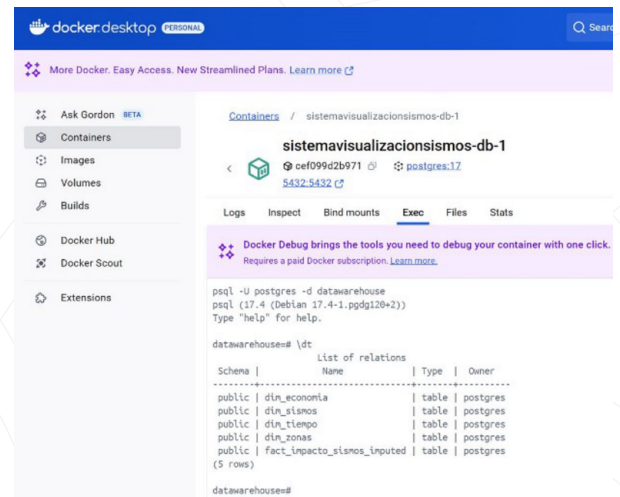 docker.desktop PERSONAL
Sear
More Docker. Easy Access. New Streamlined Plans. Learn more
Ask Gordon BETA
Containers
Images
Volumes
Builds
Docker Hub
Docker Scout
Extensions
Containers / sistemavisualizacionsismos-db-1
sistemavisualizacionsismos-db-1
cef099d2b971 postgres:17
5432:5432
Logs Inspect Bind mounts Exec Files Stats
Docker Debug brings the tools you need to debug your container with one click.
Requires a paid Docker subscription. Learn more.
psql -U postgres -d datawarehouse
psql (17.4 (Debian 17.4-1.pgdg120+2))
Type "help" for help.
datawarehouse=# \dt
List of relations
Schema | Name | Type | Owner
--------+----------------------------+-------+----------
public | dim_economia | table | postgres
public | dim_sismos | table | postgres
public | dim_tiempo | table | postgres
public | dim_zonas | table | postgres
public | fact_impacto_sismos_imputed | table | postgres
(5 rows)
datawarehouse=#